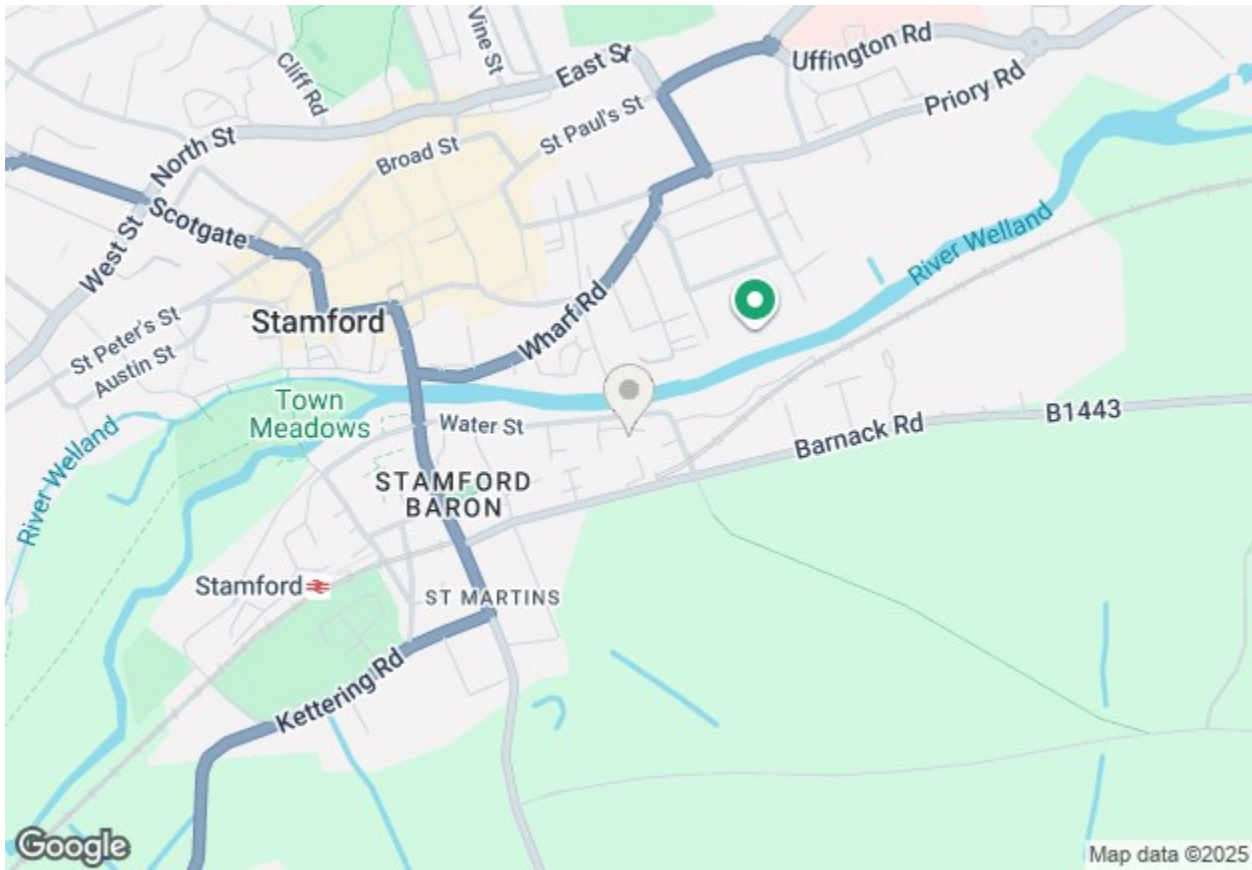 Vine St
Cliff Rd
East St
Uffington Rd
Priory Rd
St Paul's St
North St
Broad St
Scotgate
West St
River Welland
Wharf Rd
Stamford
St Peter's St
Austin St
Town
Meadows
Water St
B1443
Barnack Rd
River Welland
STAMFORD
BARON
Stamford
ST MARTINS
Kettering Rd
Google
Map data ©2025